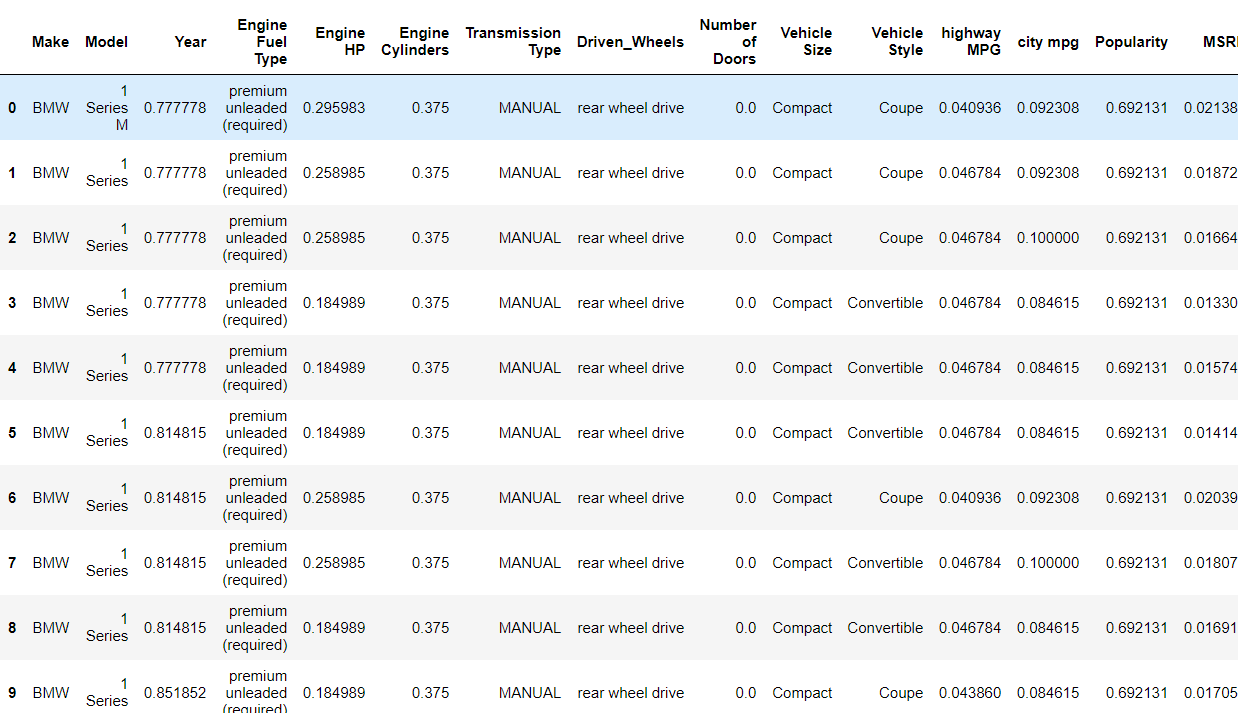 Make Model Year Engine Fuel Type Engine HP Engine Cylinders Transmission Type Driven_Wheels Number of Doors Vehicle Size Vehicle Style highway MPG city mpg Popularity MSR
0 BMW 1 Series M 0.777778 premium unleaded (required) 0.295983 0.375 MANUAL rear wheel drive 0.0 Compact Coupe 0.040936 0.092308 0.692131 0.02138
1 BMW 1 Series 0.777778 premium unleaded (required) 0.258985 0.375 MANUAL rear wheel drive 0.0 Compact Coupe 0.046784 0.092308 0.692131 0.01872
2 BMW 1 Series 0.777778 premium unleaded (required) 0.258985 0.375 MANUAL rear wheel drive 0.0 Compact Coupe 0.046784 0.100000 0.692131 0.01664
3 BMW 1 Series 0.777778 premium unleaded (required) 0.184989 0.375 MANUAL rear wheel drive 0.0 Compact Convertible 0.046784 0.084615 0.692131 0.01330
4 BMW 1 Series 0.777778 premium unleaded (required) 0.184989 0.375 MANUAL rear wheel drive 0.0 Compact Convertible 0.046784 0.084615 0.692131 0.01574
5 BMW 1 Series 0.814815 premium unleaded (required) 0.184989 0.375 MANUAL rear wheel drive 0.0 Compact Convertible 0.046784 0.084615 0.692131 0.01414
6 BMW 1 Series 0.814815 premium unleaded (required) 0.258985 0.375 MANUAL rear wheel drive 0.0 Compact Coupe 0.040936 0.092308 0.692131 0.02039
7 BMW 1 Series 0.814815 premium unleaded (required) 0.258985 0.375 MANUAL rear wheel drive 0.0 Compact Convertible 0.046784 0.100000 0.692131 0.01807
8 BMW 1 Series 0.814815 premium unleaded (required) 0.184989 0.375 MANUAL rear wheel drive 0.0 Compact Convertible 0.046784 0.084615 0.692131 0.01691
9 BMW 1 Series 0.851852 premium unleaded (required) 0.184989 0.375 MANUAL rear wheel drive 0.0 Compact Coupe 0.043860 0.084615 0.692131 0.01705